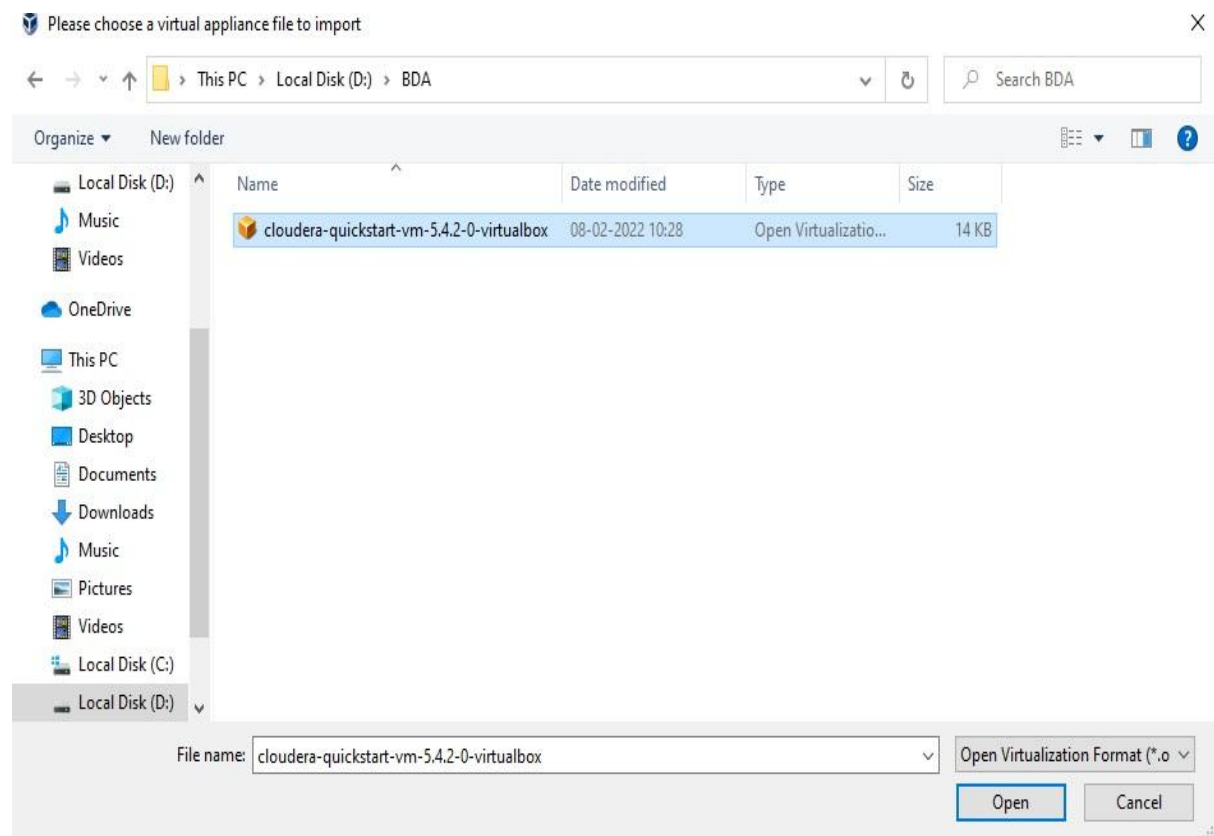 Please choose a virtual appliance file to import
This PC > Local Disk (D:) > BDA
Search BDA
Organize
New folder
Name
Date modified
Type
Size
cloudera-quickstart-vm-5.4.2-0-virtualbox
08-02-2022 10:28
Open Virtualizatio...
14 KB
Local Disk (D:)
Music
Videos
OneDrive
This PC
3D Objects
Desktop
Documents
Downloads
Music
Pictures
Videos
Local Disk (C:)
Local Disk (D:)
File name: cloudera-quickstart-vm-5.4.2-0-virtualbox
Open Virtualization Format (*.o
Open
Cancel